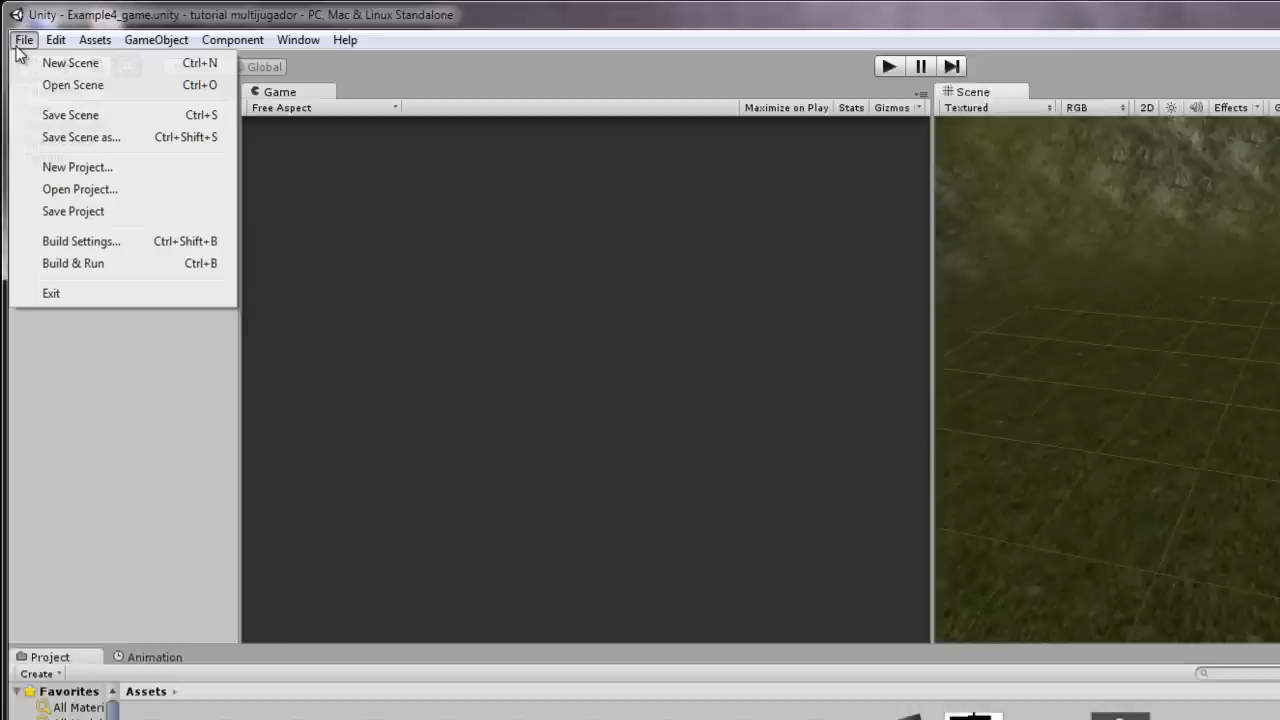 Unity - Example4_game.unity - tutorial multijugador - PC, Mac & Linux Standalone
File Edit Assets GameObject Component Window Help
New Scene Ctrl+N
Open Scene Ctrl+O
Save Scene Ctrl+S
Save Scene as... Ctrl+Shift+S
New Project...
Open Project...
Save Project
Build Settings... Ctrl+Shift+B
Build & Run Ctrl+B
Exit
Global
Game
Free Aspect Maximize on Play Stats Gizmos
Scene
Textured RGB 2D Effects
Project Animation
Create
Favorites Assets
All Materi